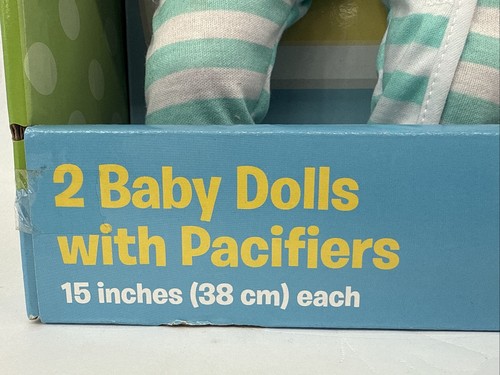 2 Baby Dolls
with Pacifiers
15 inches (38 cm) each